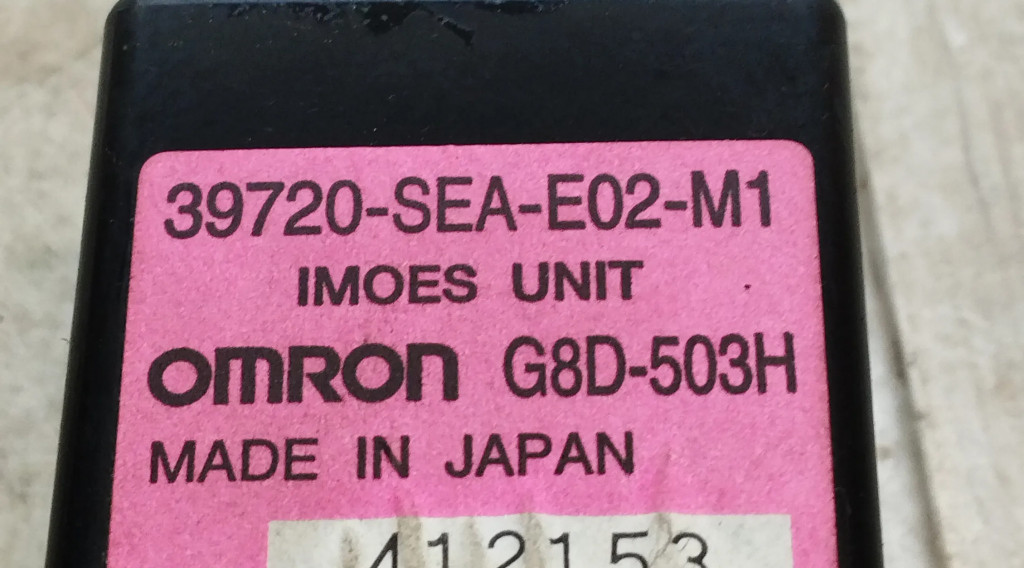 39720-SEA-E02-M1
IMOES UNIT
OMRON G8D-503H
MADE IN JAPAN
412153